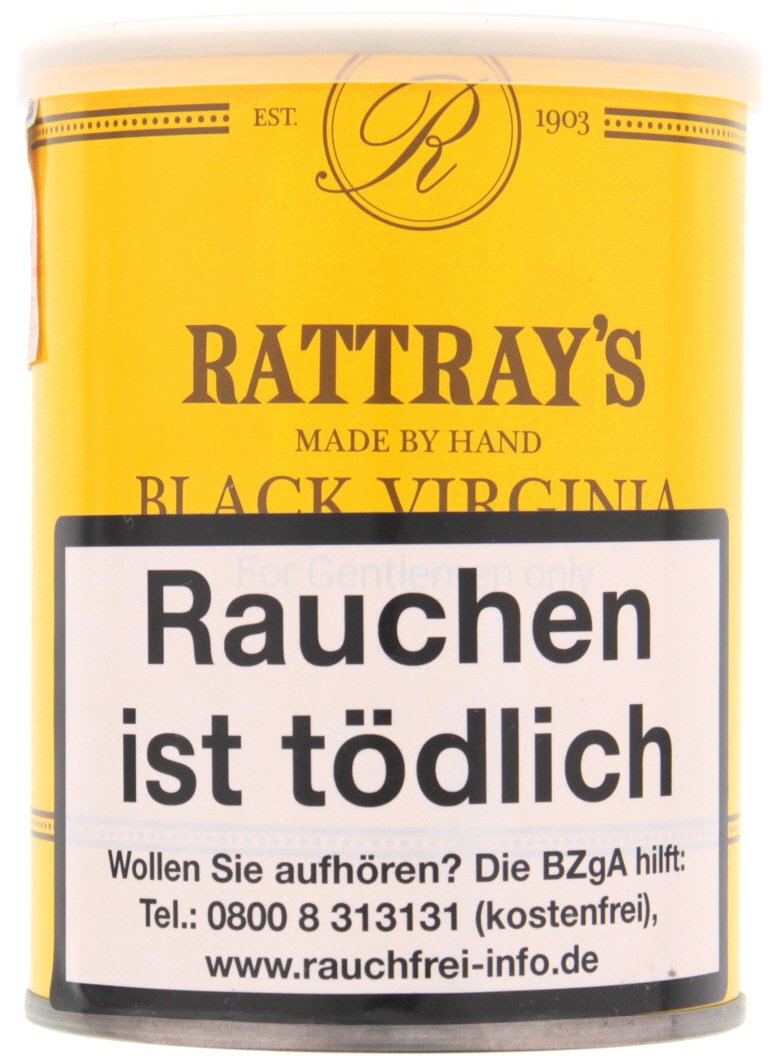 EST. R 1903
RATTRAY'S
MADE BY HAND
BLACK VIRGINIA
For Gentlemen only
Rauchen
ist tödlich
Wollen Sie aufhören? Die BZgA hilft:
Tel.: 0800 8 313131 (kostenfrei),
www.rauchfrei-info.de